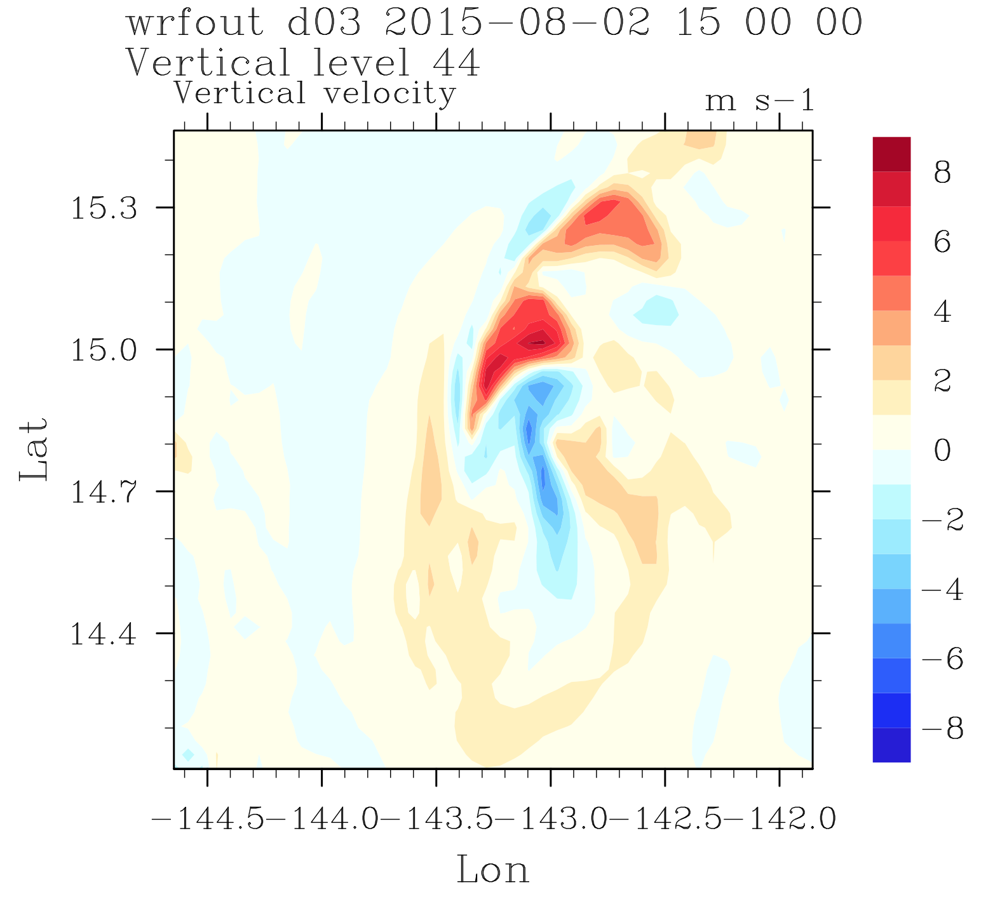 wrfout d03 2015-08-02 15 00 00
Vertical level 44
Vertical velocity m s-1
8
15.3
6
4
15.0
2
Lat
0
14.7
-2
-4
14.4
-6
-8
-144.5-144.0-143.5-143.0-142.5-142.0
Lon